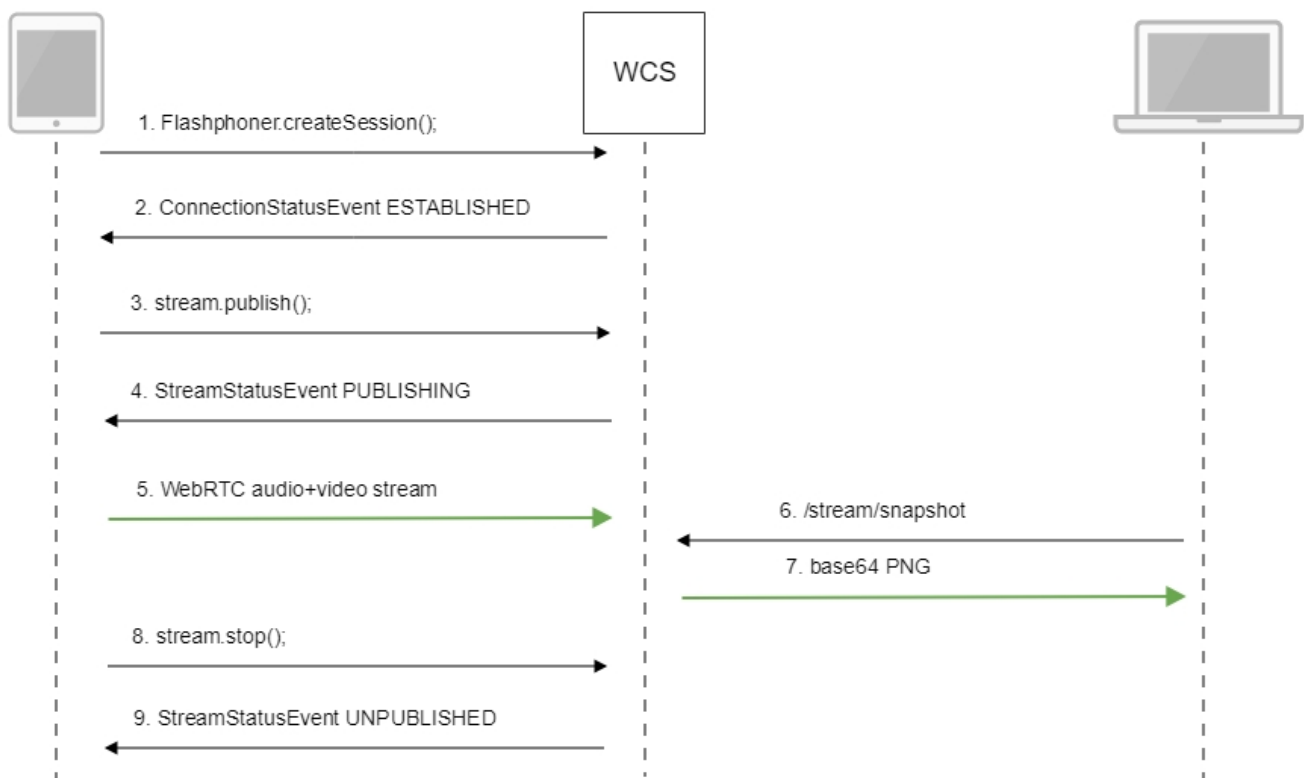 WCS
1. Flashphoner.createSession();
2. ConnectionStatusEvent ESTABLISHED
3. stream.publish();
4. StreamStatusEvent PUBLISHING
5. WebRTC audio+video stream
6. /stream/snapshot
7. base64 PNG
8. stream.stop();
9. StreamStatusEvent UNPUBLISHED